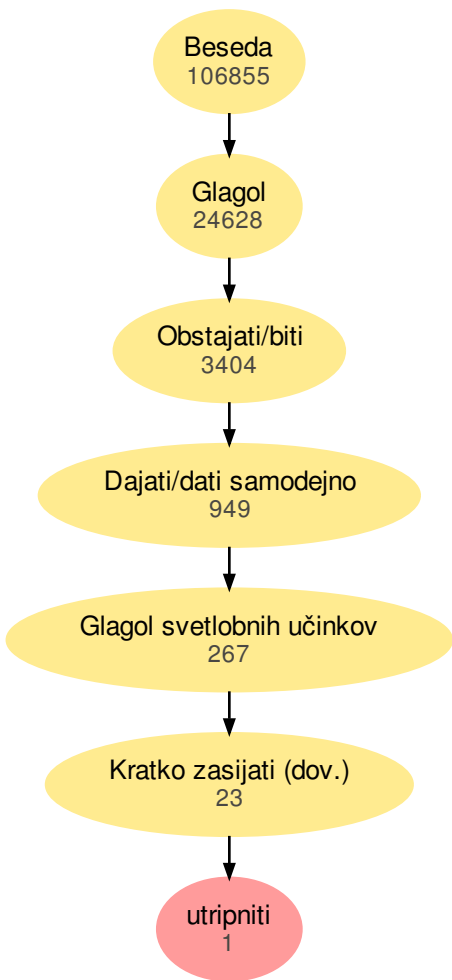 Beseda
106855
Glagol
24628
Obstajati/biti
3404
Dajati/dati samodejno
949
Glagol svetlobnih učinkov
267
Kratko zasijati (dov.)
23
utripniti
1